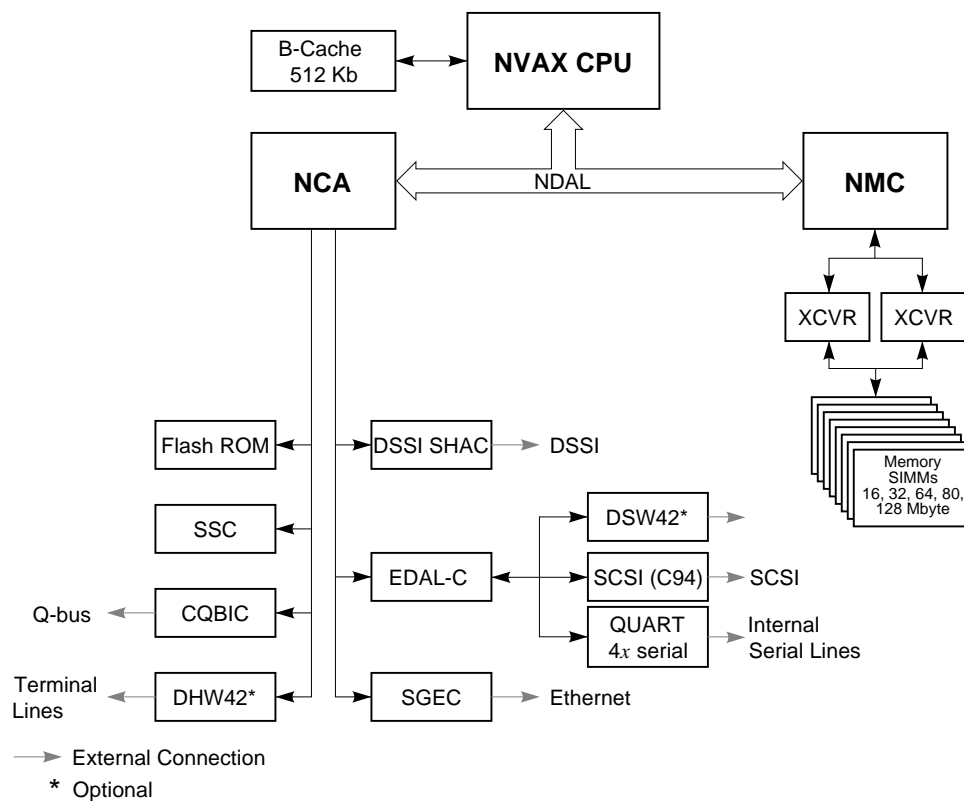 B-Cache
512 Kb
NVAX CPU
NCA
NDAL
NMC
XCVR
XCVR
Flash ROM
DSSI SHAC
DSSI
Memory
SIMMs
16, 32, 64, 80,
128 Mbyte
SSC
DSW42*
EDAL-C
SCSI (C94)
SCSI
Q-bus
CQBIC
QUART
4x serial
Internal
Serial Lines
Terminal
Lines
DHW42*
SGEC
Ethernet
External Connection
* Optional